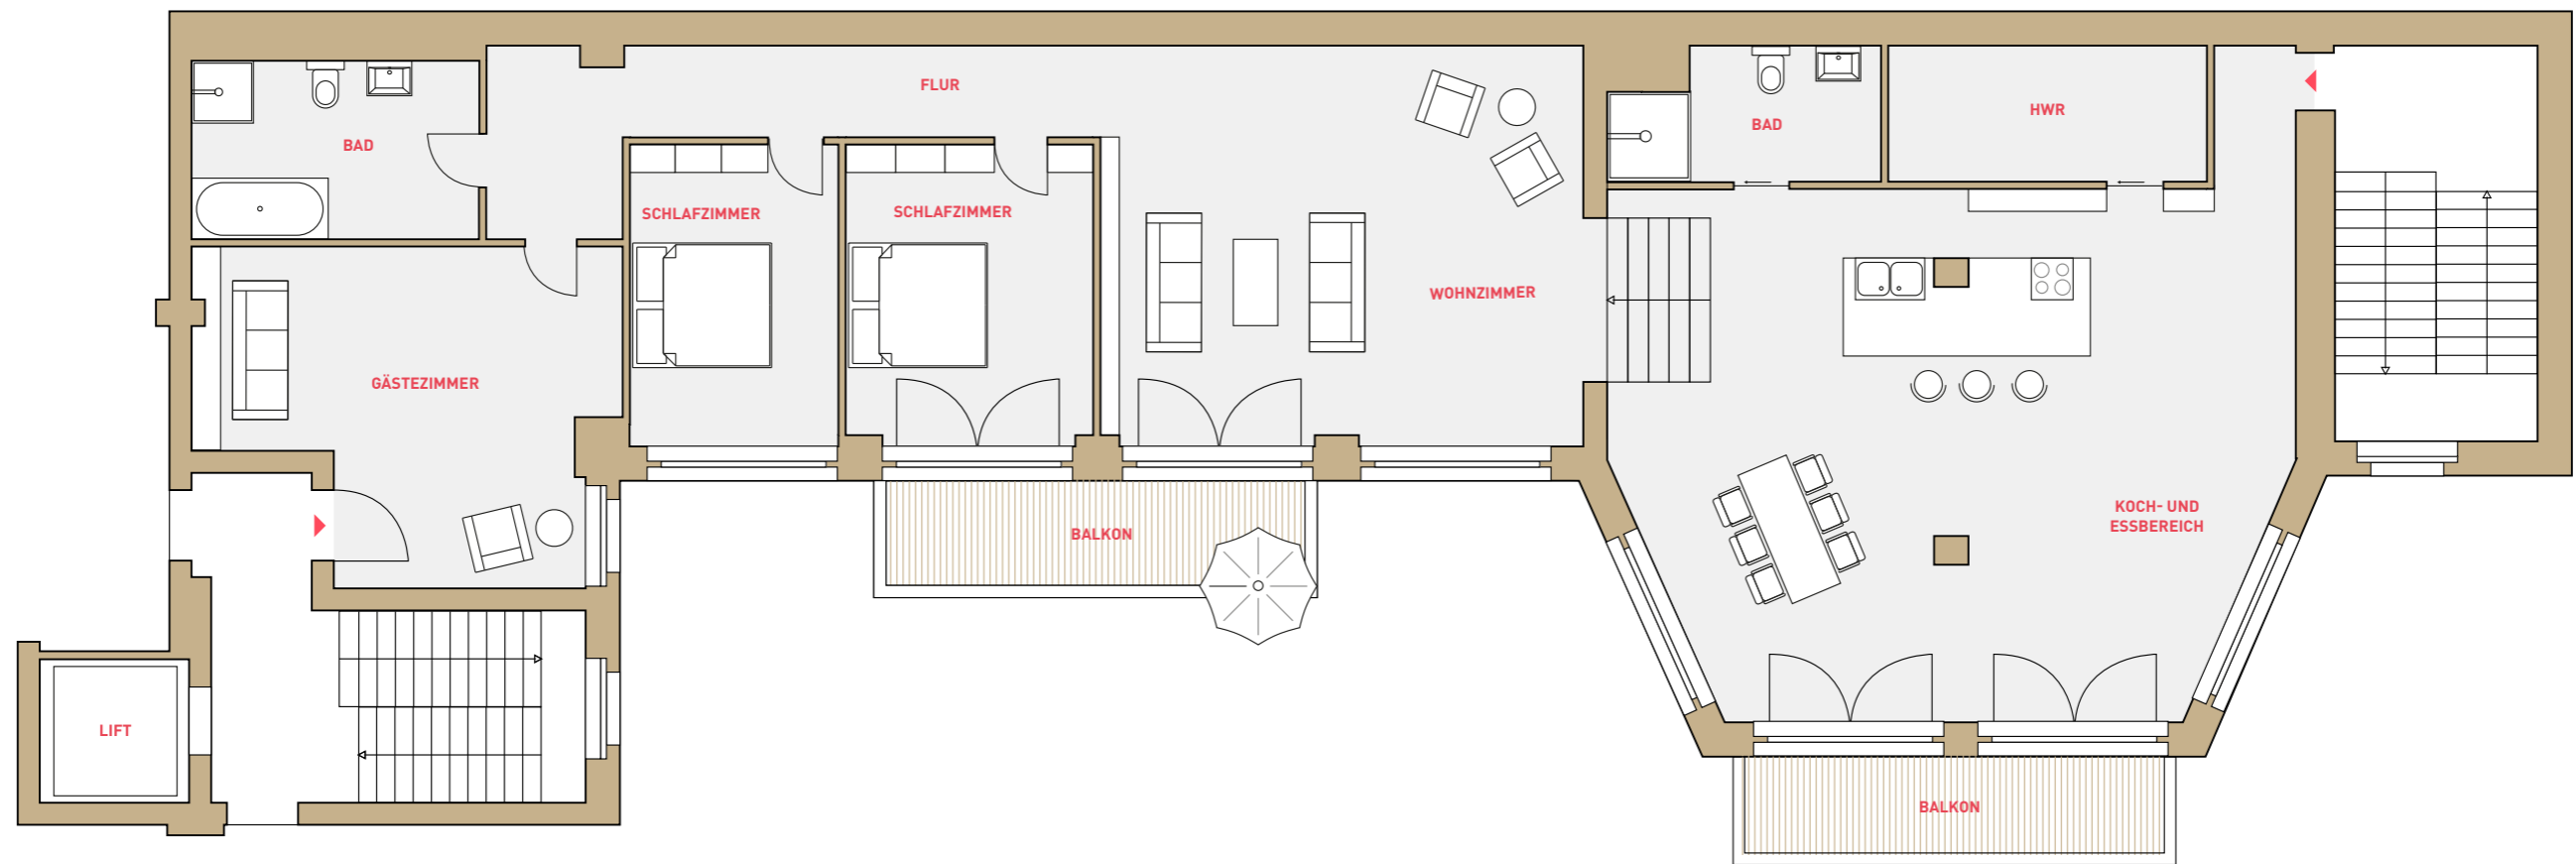 FLUR
BAD
HWR
BAD
SCHLAFZIMMER
SCHLAFZIMMER
WOHNZIMMER
GÄSTEZIMMER
KOCH- UND
ESSBEREICH
BALKON
LIFT
BALKON